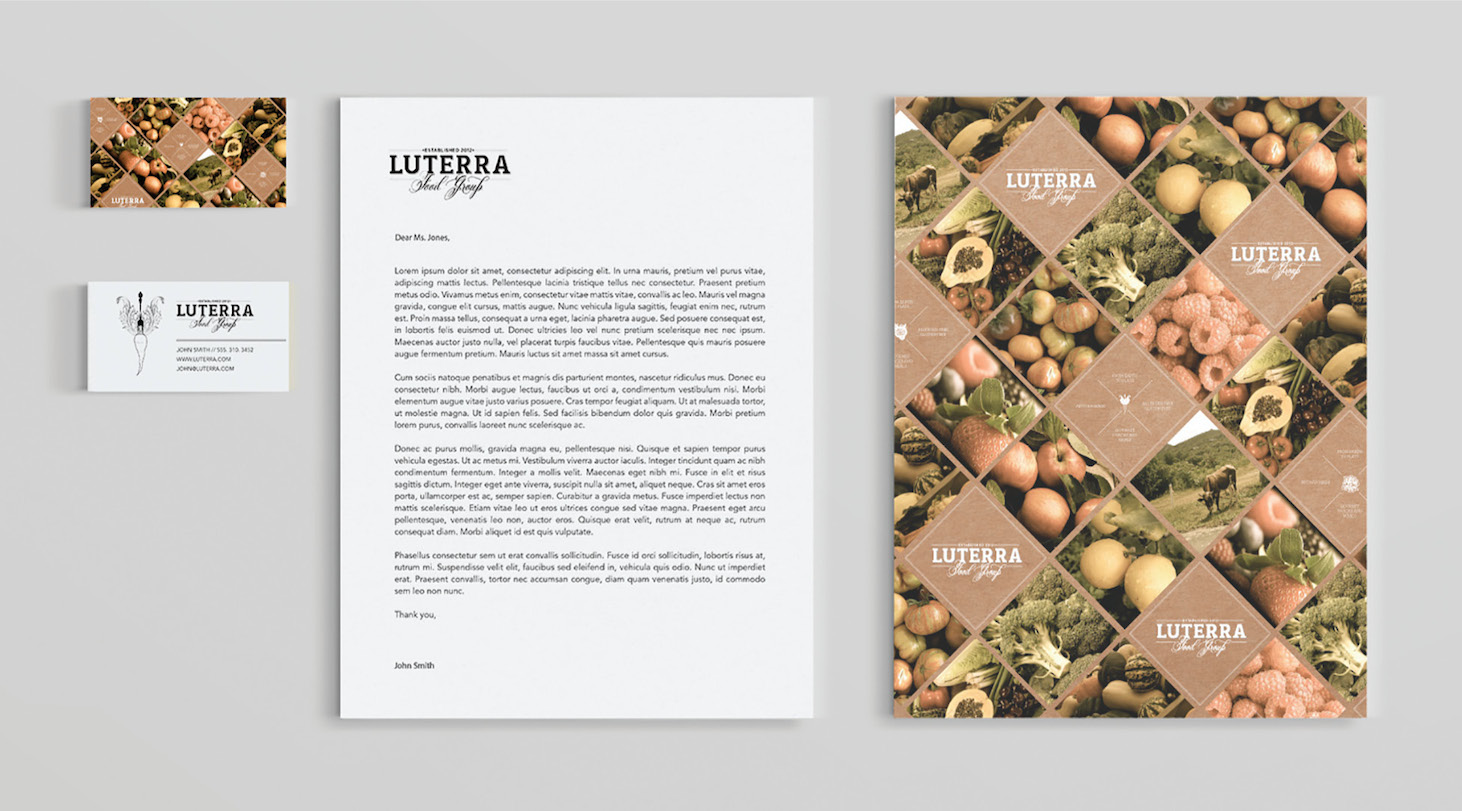 LUTERRA
•ESTABLISHED 2012•
LUTERRA
Food Group
JOHN SMITH // 555. 310. 3452
WWW.LUTERRA.COM
JOHN@LUTERRA.COM
•ESTABLISHED 2012•
LUTERRA
Food Group
Dear Ms. Jones,
Lorem ipsum dolor sit amet, consectetur adipiscing elit. In urna mauris, pretium vel purus vitae,
adipiscing mattis lectus. Pellentesque lacinia tristique tellus nec consectetur. Praesent pretium
metus odio. Vivamus metus enim, consectetur vitae mattis vitae, convallis ac leo. Mauris vel magna
gravida, congue elit cursus, mattis augue. Nunc vehicula ligula sagittis, feugiat enim nec, rutrum
est. Proin massa tellus, consequat a urna eget, lacinia pharetra augue. Sed posuere consequat est,
in lobortis felis euismod ut. Donec ultricies leo vel nunc pretium scelerisque nec nec ipsum.
Maecenas auctor justo nulla, vel placerat turpis faucibus vitae. Pellentesque quis mauris posuere
augue fermentum pretium. Mauris luctus sit amet massa sit amet cursus.
Cum sociis natoque penatibus et magnis dis parturient montes, nascetur ridiculus mus. Donec eu
consectetur nibh. Morbi augue lectus, faucibus ut orci a, condimentum vestibulum nisi. Morbi
elementum augue vitae justo varius posuere. Cras tempor feugiat aliquam. Ut at malesuada tortor,
ut molestie magna. Ut id sapien felis. Sed facilisis bibendum dolor quis gravida. Morbi pretium
lorem purus, convallis laoreet nunc scelerisque ac.
Donec ac purus mollis, gravida magna eu, pellentesque nisi. Quisque et sapien tempor purus
vehicula egestas. Ut ac metus mi. Vestibulum viverra auctor iaculis. Integer tincidunt quam ac nibh
condimentum fermentum. Integer a mollis velit. Maecenas eget nibh mi. Fusce in elit et risus
sagittis dictum. Integer eget ante viverra, suscipit nulla sit amet, aliquet neque. Cras sit amet eros
porta, ullamcorper est ac, semper sapien. Curabitur a gravida metus. Fusce imperdiet lectus non
mattis scelerisque. Etiam vitae leo ut eros ultrices congue sed vitae magna. Praesent eget arcu
pellentesque, venenatis leo non, auctor eros. Quisque erat velit, rutrum at neque ac, rutrum
consequat diam. Morbi aliquet id est quis vulputate.
Phasellus consectetur sem ut erat convallis sollicitudin. Fusce id orci sollicitudin, lobortis risus at,
rutrum mi. Suspendisse velit elit, faucibus sed eleifend in, vehicula quis odio. Nunc ut imperdiet
erat. Praesent convallis, tortor nec accumsan congue, diam quam venenatis justo, id commodo
sem leo non nunc.
Thank you,
John Smith
LUTERRA
Food Group
LUTERRA
Food Group
ESTABLISHED 2012
LUTERRA
Food Group
LUTERRA
Food Group